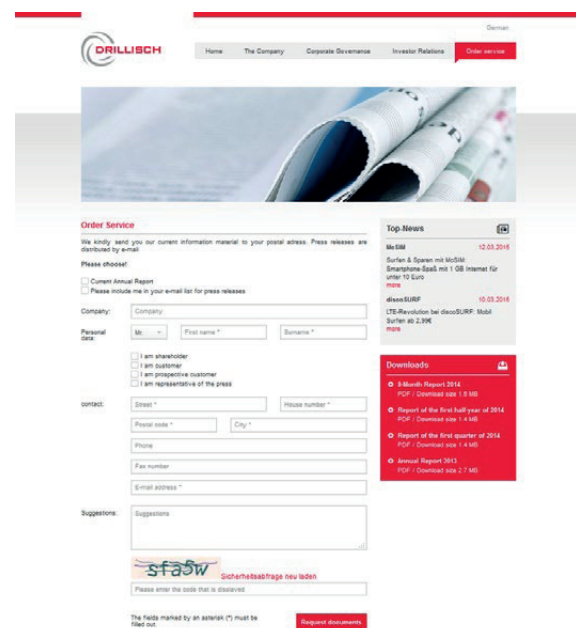 German
DRILLISCH
Home The Company Corporate Governance Investor Relations Order service
Order Service
We kindly send you our current information material to your postal adress. Press releases are
distributed by e-mail
Please choose!
Current Annual Report
Please include me in your e-mail list for press releases
Company: Company
Personal
data: Mr. First name * Surname *
I am shareholder
I am customer
I am prospective customer
I am representative of the press
contact: Street * House number *
Postal code * City *
Phone
Fax number
E-mail address *
Suggestions: Suggestions
Sicherheitsabfrage neu laden
Please enter the code that is displayed
The fields marked by an asterisk (*) must be
filled out.
Request documents
Top-News
MoSIM 12.03.2015
Surfen & Sparen mit MoSIM:
Smartphone-Spaß mit 1 GB Internet für
unter 10 Euro
more
discoSURF 10.03.2015
LTE-Revolution bei discoSURF: Mobil
Surfen ab 2,99€
more
Downloads
9-Month Report 2014
PDF / Download size 1.5 MB
Report of the first half year of 2014
PDF / Download size 1.4 MB
Report of the first quarter of 2014
PDF / Download size 1.4 MB
Annual Report 2013
PDF / Download size 2.7 MB